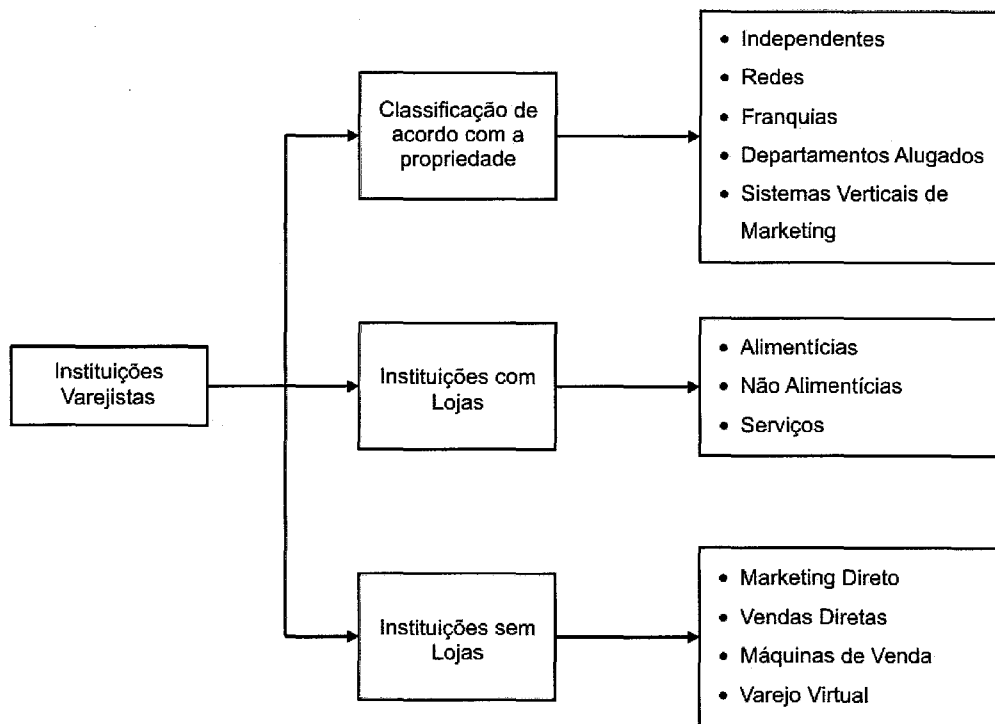 Instituições
Varejistas
Classificação de
acordo com a
propriedade
• Independentes
• Redes
• Franquias
• Departamentos Alugados
• Sistemas Verticais de
Marketing
Instituições com
Lojas
• Alimentícias
• Não Alimentícias
• Serviços
Instituições sem
Lojas
• Marketing Direto
• Vendas Diretas
• Máquinas de Venda
• Varejo Virtual